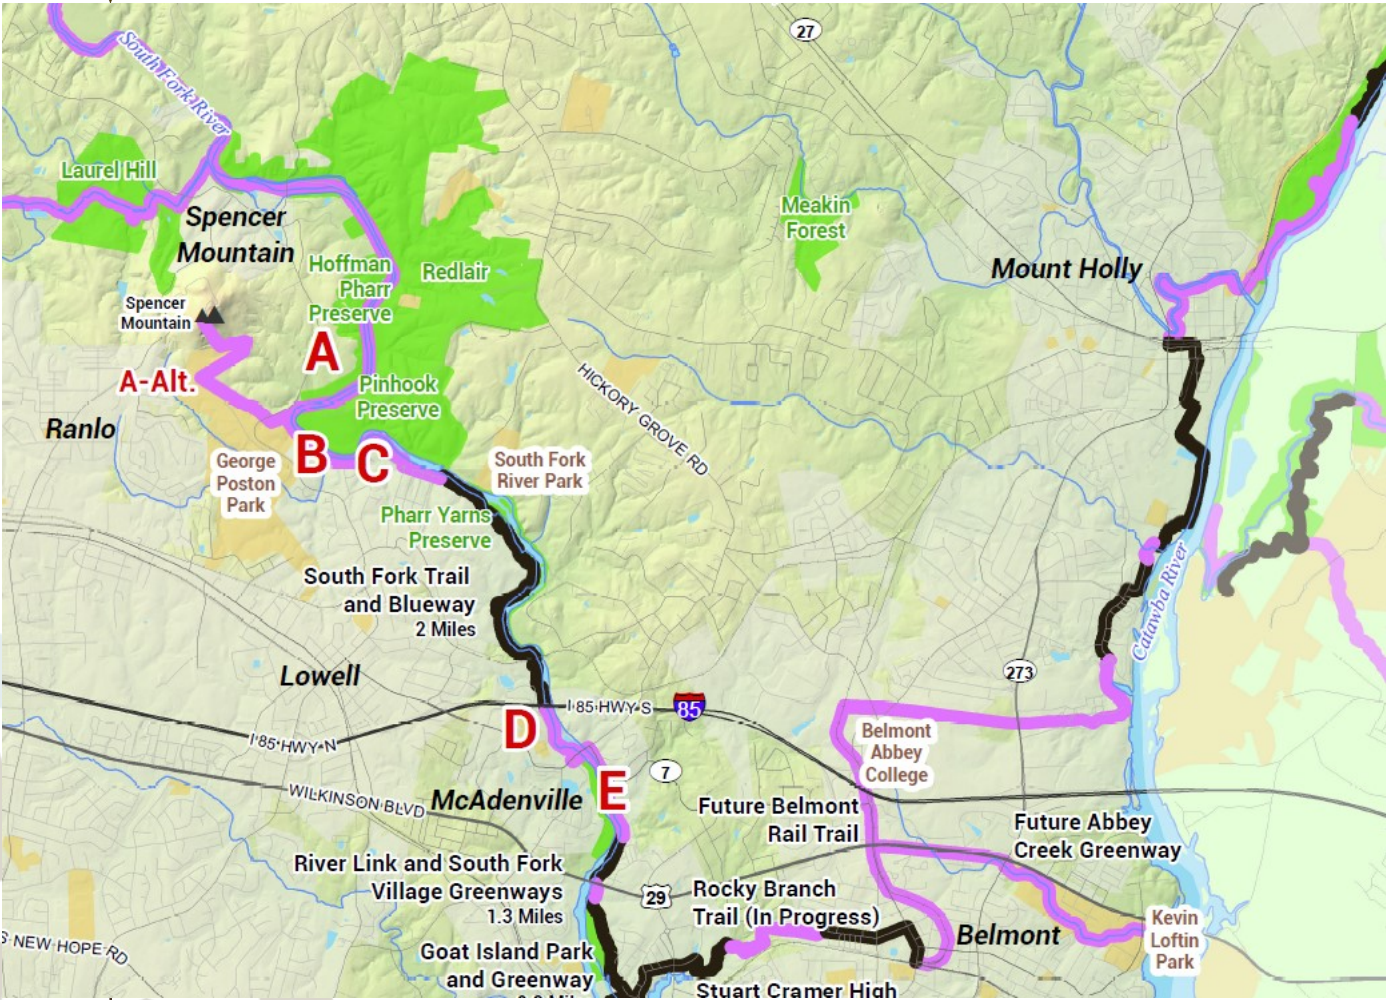 27
South Fork River
Laurel Hill
Spencer
Mountain
Meakin
Forest
Hoffman
Pharr
Preserve
Redlair
Mount Holly
Spencer
Mountain
A
A-Alt.
Pinhook
Preserve
HICKORY GROVE RD
Ranlo
B
C
George
Poston
Park
South Fork
River Park
Pharr Yarns
Preserve
South Fork Trail
and Blueway
2 Miles
Catawba River
Lowell
273
I 85 HWY S
85
D
I 85 HWY N
Belmont
Abbey
College
7
E
WILKINSON BLVD
McAdenville
Future Belmont
Rail Trail
Future Abbey
Creek Greenway
River Link and South Fork
Village Greenways
1.3 Miles
29
Rocky Branch
Trail (In Progress)
Kevin
Loftin
Park
Belmont
S NEW HOPE RD
Goat Island Park
and Greenway
Stuart Cramer High